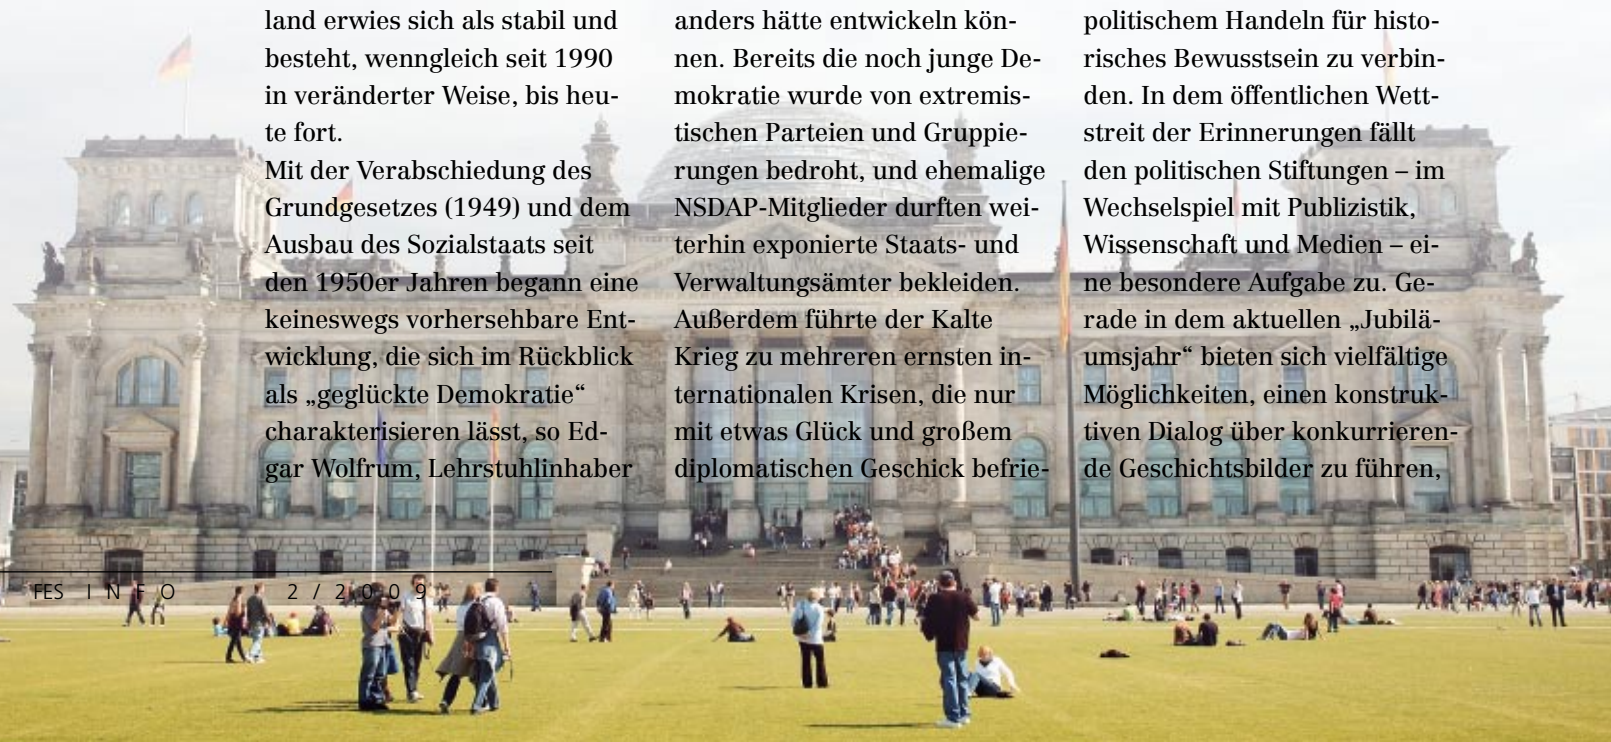 land erwies sich als stabil und
besteht, wenngleich seit 1990
in veränderter Weise, bis heu-
te fort.
Mit der Verabschiedung des
Grundgesetzes (1949) und dem
Ausbau des Sozialstaats seit
den 1950er Jahren begann eine
keineswegs vorhersehbare Ent-
wicklung, die sich im Rückblick
als „geglückte Demokratie“
charakterisieren lässt, so Ed-
gar Wolfrum, Lehrstuhlinhaber
anders hätte entwickeln kön-
nen. Bereits die noch junge De-
mokratie wurde von extremis-
tischen Parteien und Gruppie-
rungen bedroht, und ehemalige
NSDAP-Mitglieder durften wei-
terhin exponierte Staats- und
Verwaltungsämter bekleiden.
Außerdem führte der Kalte
Krieg zu mehreren ernsten in-
ternationalen Krisen, die nur
mit etwas Glück und großem
diplomatischen Geschick befrie-
politischem Handeln für histo-
risches Bewusstsein zu verbin-
den. In dem öffentlichen Wett-
streit der Erinnerungen fällt
den politischen Stiftungen – im
Wechselspiel mit Publizistik,
Wissenschaft und Medien – ei-
ne besondere Aufgabe zu. Ge-
rade in dem aktuellen „Jubilä-
umsjahr“ bieten sich vielfältige
Möglichkeiten, einen konstruk-
tiven Dialog über konkurrieren-
de Geschichtsbilder zu führen,
FES INFO 2/2009